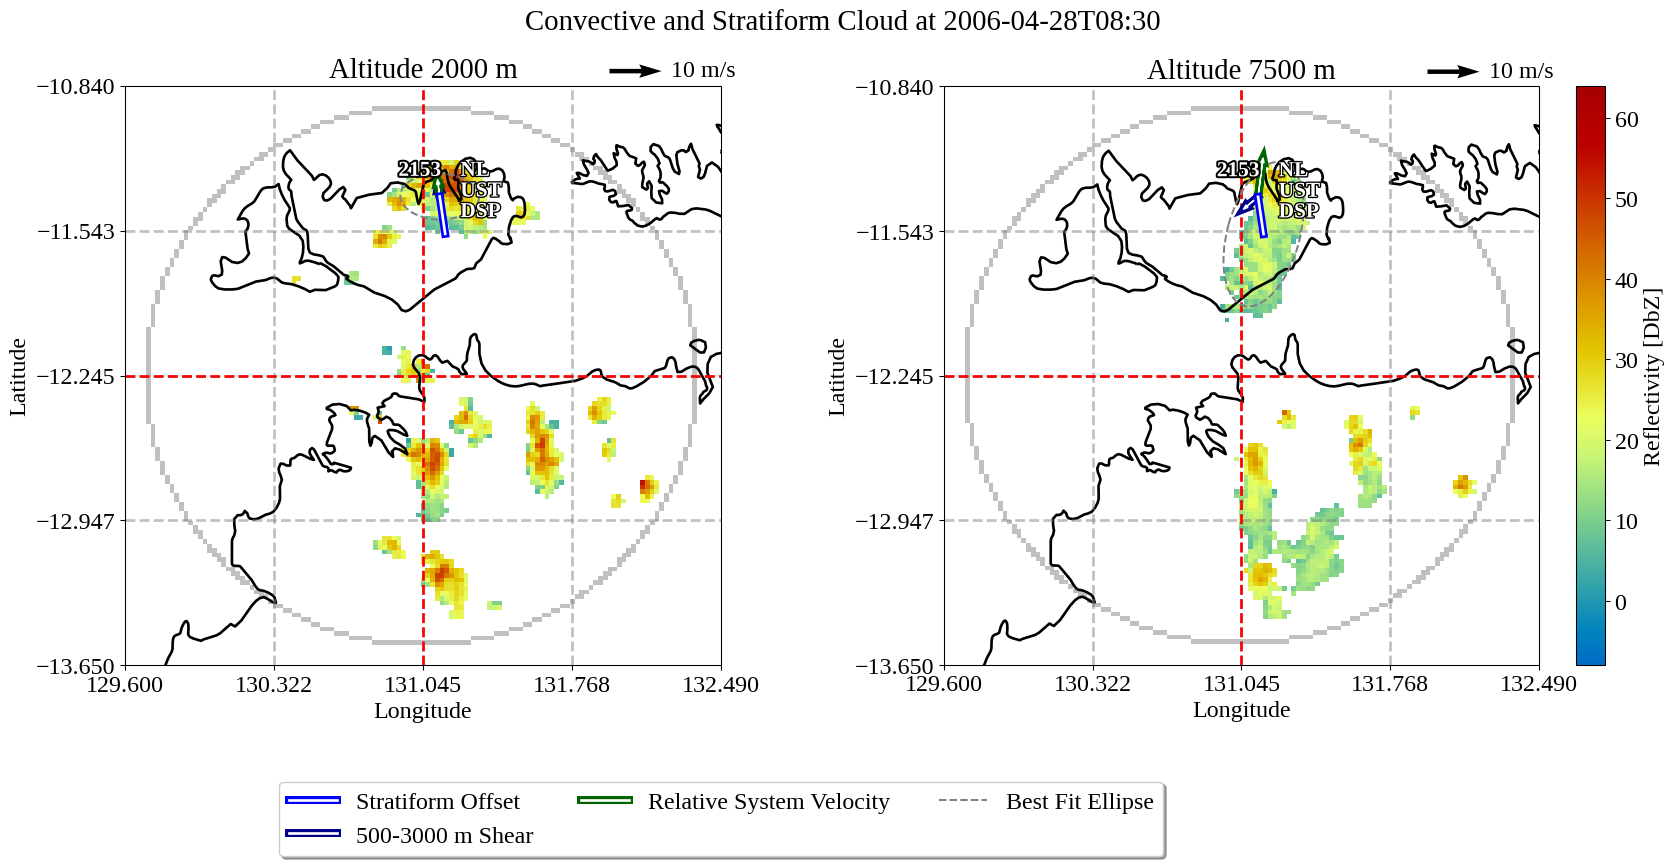 Convective and Stratiform Cloud at 2006-04-28T08:30
Altitude 2000 m
10 m/s
−10.840
−11.543
−12.245
−12.947
−13.650
Latitude
2153
NL
UST
DSP
129.600
130.322
131.045
131.768
132.490
Longitude
Altitude 7500 m
10 m/s
−10.840
−11.543
−12.245
−12.947
−13.650
Latitude
2153
NL
UST
DSP
129.600
130.322
131.045
131.768
132.490
Longitude
60
50
40
30
20
10
0
Reflectivity [DbZ]
Stratiform Offset
500-3000 m Shear
Relative System Velocity
Best Fit Ellipse